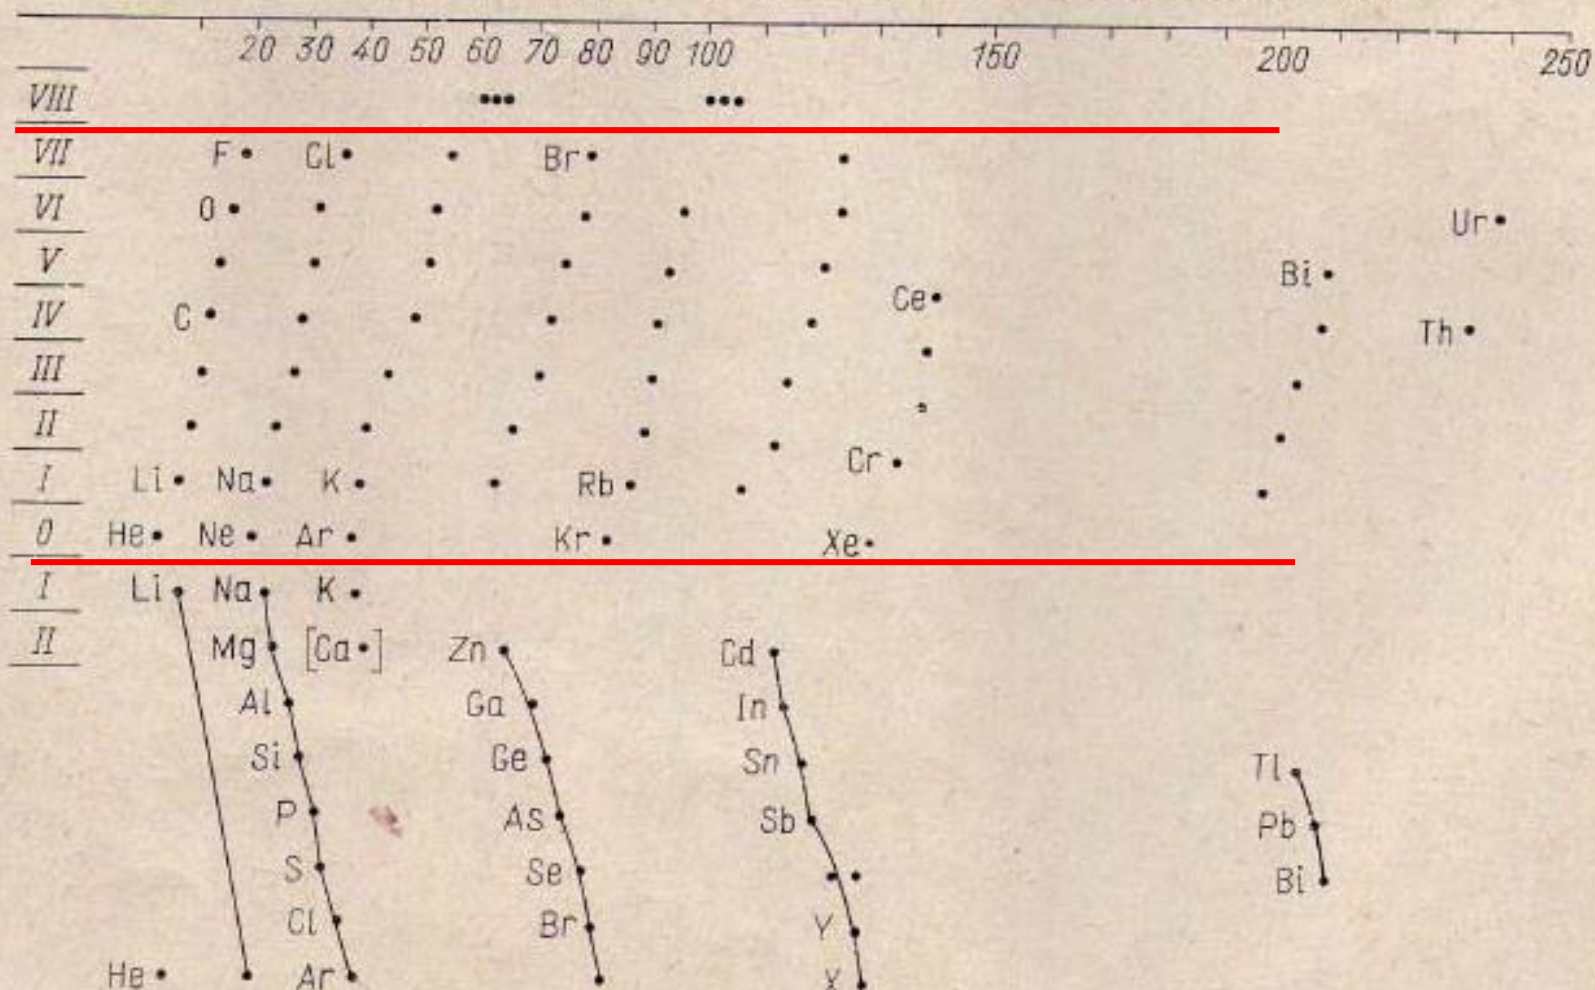 20 30 40 50 60 70 80 90 100 150 200 250
VIII
VII F Cl Br
VI O Ur
V Bi
Ce
IV C Th
III
II
Cr
I Li Na K Rb
0 He Ne Ar Kr Xe
I Li Na K
II Mg [Ca] Zn Cd
Al Ga In
Si Ge Sn Tl
P As Sb Pb
S Se Bi
Cl Br Y
He Ar X